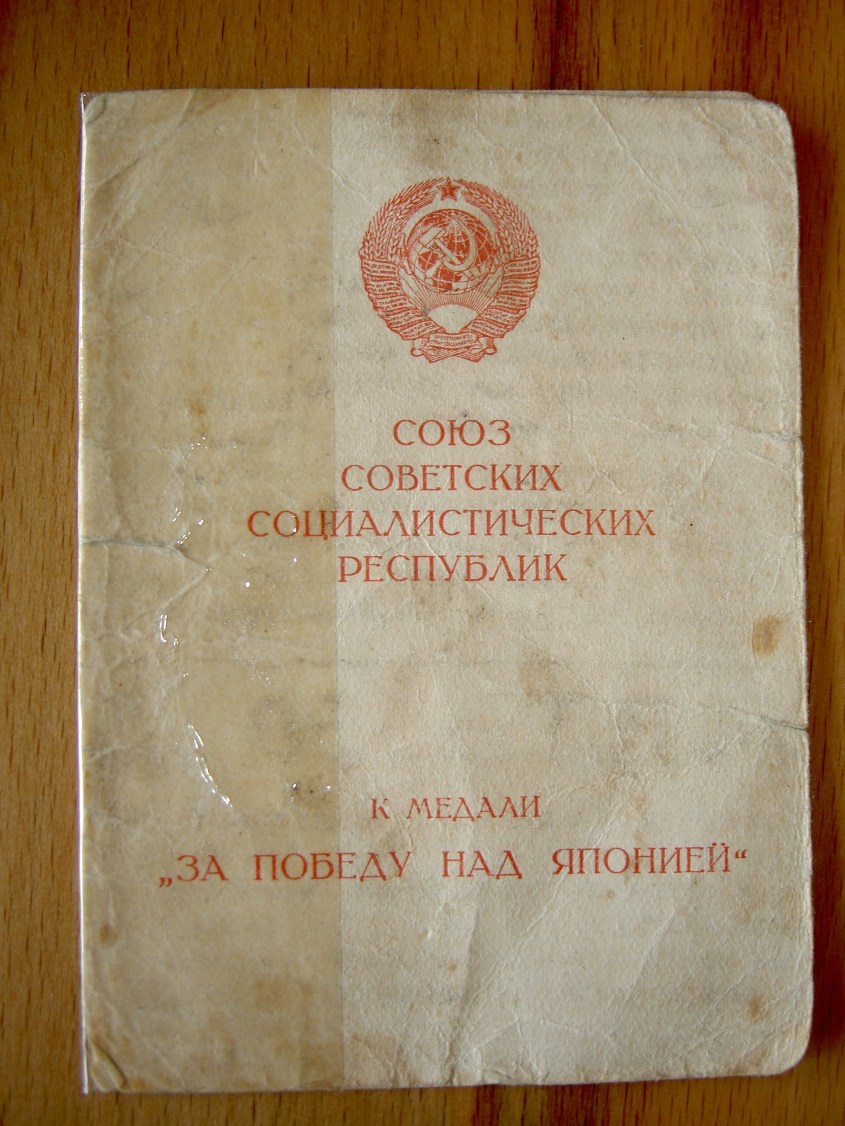 СОЮЗ
СОВЕТСКИХ
СОЦИАЛИСТИЧЕСКИХ
РЕСПУБЛИК
К МЕДАЛИ
„ЗА ПОБЕДУ НАД ЯПОНИЕЙ“